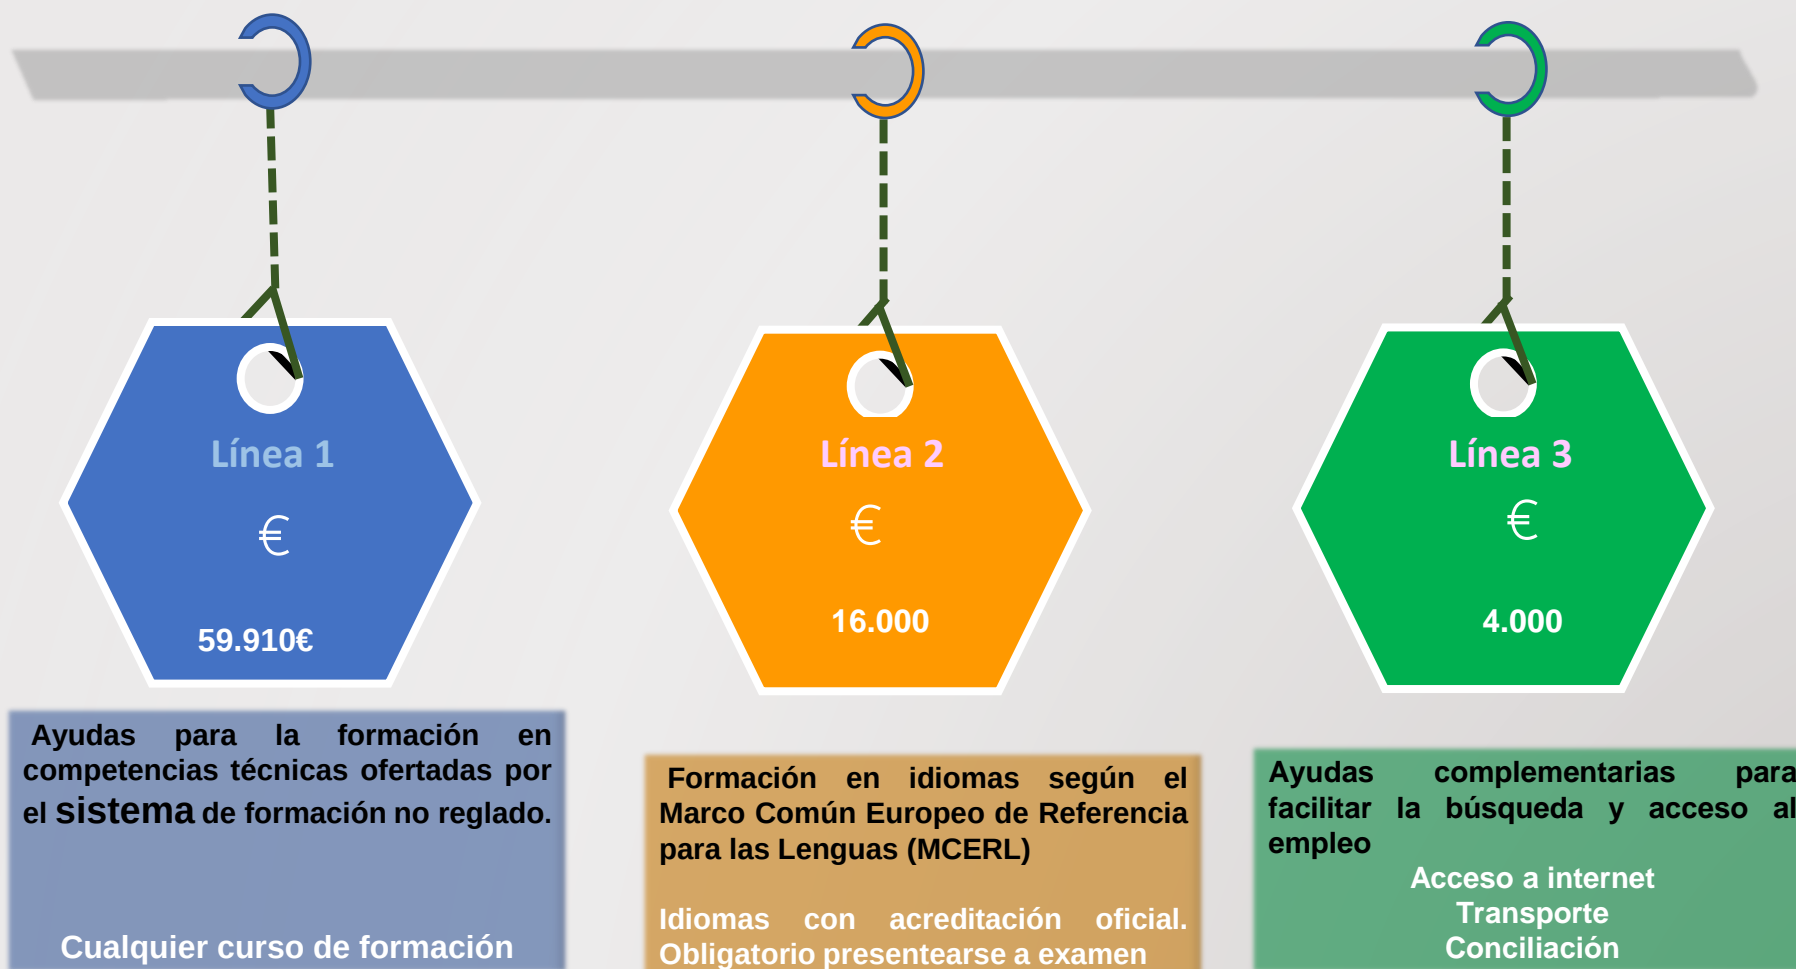 Línea 1
€
59.910€
Ayudas para la formación en
competencias técnicas ofertadas por
el sistema de formación no reglado.
Cualquier curso de formación
Línea 2
€
16.000
Formación en idiomas según el
Marco Común Europeo de Referencia
para las Lenguas (MCERL)
Idiomas con acreditación oficial.
Obligatorio presentearse a examen
Línea 3
€
4.000
Ayudas complementarias para
facilitar la búsqueda y acceso al
empleo
Acceso a internet
Transporte
Conciliación